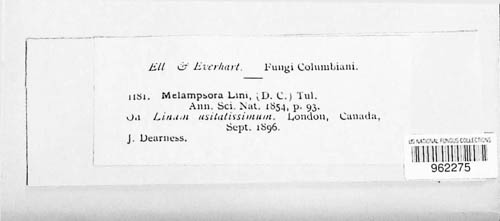 Ell & Everhart. Fungi Columbiani.
1181. Melampsora Lini, (D. C.) Tul.
Ann. Sci. Nat. 1854, p. 93.
On Linum usitatissimum. London, Canada,
Sept. 1896.
J. Dearness.
US NATIONAL FUNGUS COLLECTIONS
962275